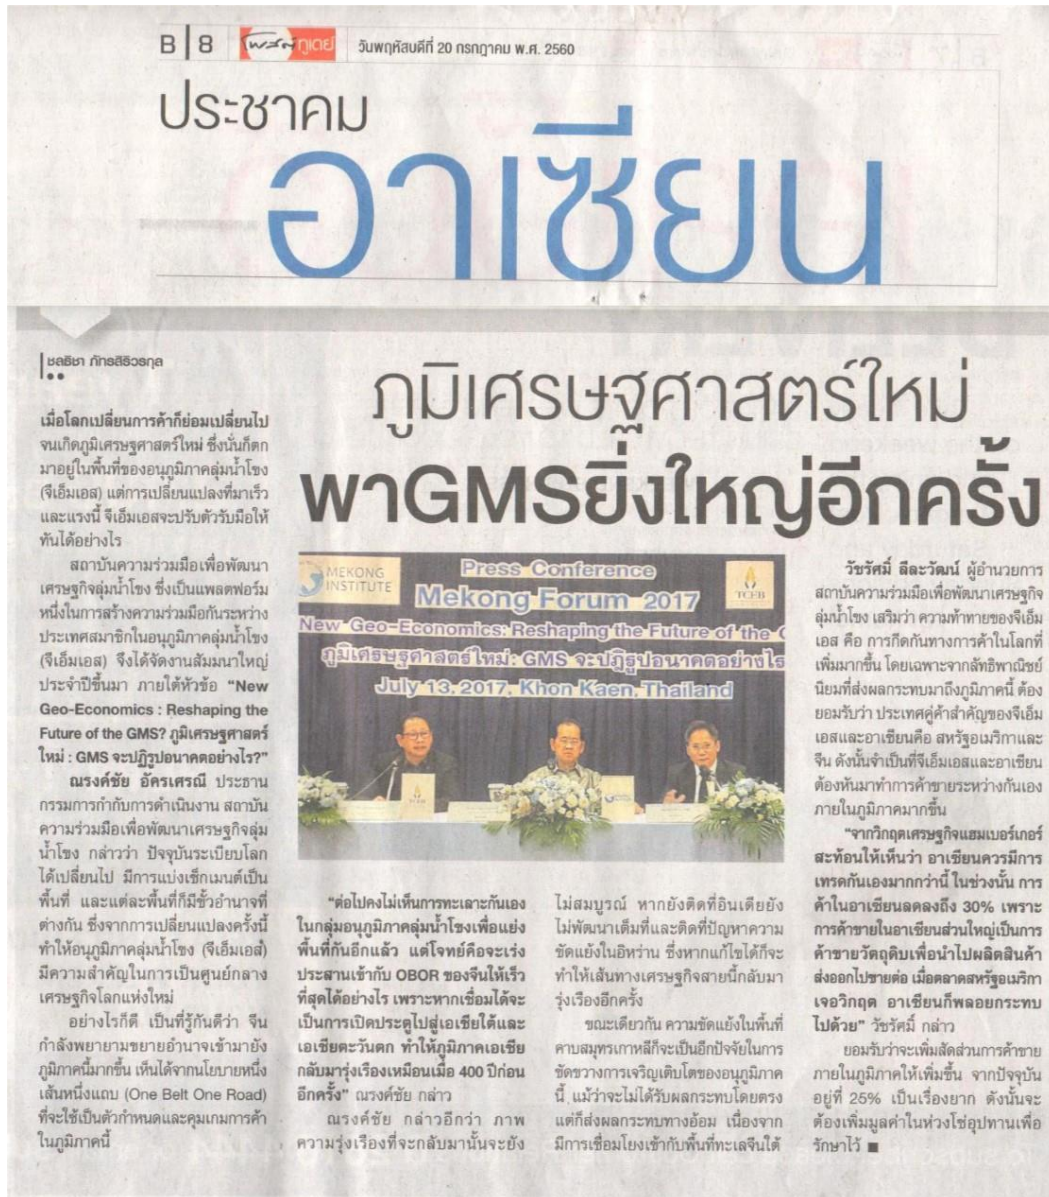 B | 8 โพสต์ทูเดย์ วันพฤหัสบดีที่ 20 กรกฎาคม พ.ศ. 2560
ประชาคม
อาเซียน
ชลธิชา ภัทรสิริวรกุล
ภูมิเศรษฐศาสตร์ใหม่
พาGMSยิ่งใหญ่อีกครั้ง
เมื่อโลกเปลี่ยนการค้าก็ย่อมเปลี่ยนไป
จนเกิดภูมิเศรษฐศาสตร์ใหม่ ซึ่งนั่นก็ตก
มาอยู่ในพื้นที่ของอนุภูมิภาคลุ่มน้ำโขง
(จีเอ็มเอส) แต่การเปลี่ยนแปลงที่มาเร็ว
และแรงนี้ จีเอ็มเอสจะปรับตัวรับมือให้
ทันได้อย่างไร
สถาบันความร่วมมือเพื่อพัฒนา
เศรษฐกิจลุ่มน้ำโขง ซึ่งเป็นแพลตฟอร์ม
หนึ่งในการสร้างความร่วมมือกันระหว่าง
ประเทศสมาชิกในอนุภูมิภาคลุ่มน้ำโขง
(จีเอ็มเอส) จึงได้จัดงานสัมมนาใหญ่
ประจำปีขึ้นมา ภายใต้หัวข้อ "New
Geo-Economics : Reshaping the
Future of the GMS? ภูมิเศรษฐศาสตร์
ใหม่ : GMS จะปฏิรูปอนาคตอย่างไร?"
ณรงค์ชัย อัครเศรณี ประธาน
กรรมการกำกับการดำเนินงาน สถาบัน
ความร่วมมือเพื่อพัฒนาเศรษฐกิจลุ่ม
น้ำโขง กล่าวว่า ปัจจุบันระเบียบโลก
ได้เปลี่ยนไป มีการแบ่งเซ็กเมนต์เป็น
พื้นที่ และแต่ละพื้นที่ก็มีขั้วอำนาจที่
ต่างกัน ซึ่งจากการเปลี่ยนแปลงครั้งนี้
ทำให้อนุภูมิภาคลุ่มน้ำโขง (จีเอ็มเอส)
มีความสำคัญในการเป็นศูนย์กลาง
เศรษฐกิจโลกแห่งใหม่
อย่างไรก็ดี เป็นที่รู้กันดีว่า จีน
กำลังพยายามขยายอำนาจเข้ามายัง
ภูมิภาคนี้มากขึ้น เห็นได้จากนโยบายหนึ่ง
เส้นหนึ่งแถบ (One Belt One Road)
ที่จะใช้เป็นตัวกำหนดและคุมเกมการค้า
ในภูมิภาคนี้
MEKONG
INSTITUTE
Press Conference
Mekong Forum 2017
TCEB
New Geo-Economics: Reshaping the Future of the G
ภูมิเศรษฐศาสตร์ใหม่ : GMS จะปฏิรูปอนาคตอย่างไร
July 13, 2017, Khon Kaen, Thailand
TCEB
"ต่อไปคงไม่เห็นการทะเลาะกันเอง
ในกลุ่มอนุภูมิภาคลุ่มน้ำโขงเพื่อแย่ง
พื้นที่กันอีกแล้ว แต่โจทย์คือจะเร่ง
ประสานเข้ากับ OBOR ของจีนให้เร็ว
ที่สุดได้อย่างไร เพราะหากเชื่อมได้จะ
เป็นการเปิดประตูไปสู่เอเชียใต้และ
เอเชียตะวันตก ทำให้ภูมิภาคเอเชีย
กลับมารุ่งเรืองเหมือนเมื่อ 400 ปีก่อน
อีกครั้ง" ณรงค์ชัย กล่าว
ณรงค์ชัย กล่าวอีกว่า ภาพ
ความรุ่งเรืองที่จะกลับมานั้นจะยัง
ไม่สมบูรณ์ หากยังติดที่อินเดียยัง
ไม่พัฒนาเต็มที่และติดที่ปัญหาความ
ขัดแย้งในอิหร่าน ซึ่งหากแก้ไขได้ก็จะ
ทำให้เส้นทางเศรษฐกิจสายนี้กลับมา
รุ่งเรืองอีกครั้ง
ขณะเดียวกัน ความขัดแย้งในพื้นที่
คาบสมุทรเกาหลีก็จะเป็นอีกปัจจัยในการ
ขัดขวางการเจริญเติบโตของอนุภูมิภาค
นี้ แม้ว่าจะไม่ได้รับผลกระทบโดยตรง
แต่ก็ส่งผลกระทบทางอ้อม เนื่องจาก
มีการเชื่อมโยงเข้ากับพื้นที่ทะเลจีนใต้
วัชรัศมิ์ ลีละวัฒน์ ผู้อำนวยการ
สถาบันความร่วมมือเพื่อพัฒนาเศรษฐกิจ
ลุ่มน้ำโขง เสริมว่า ความท้าทายของจีเอ็ม
เอส คือ การกีดกันทางการค้าในโลกที่
เพิ่มมากขึ้น โดยเฉพาะจากลัทธิพาณิชย์
นิยมที่ส่งผลกระทบมาถึงภูมิภาคนี้ ต้อง
ยอมรับว่า ประเทศคู่ค้าสำคัญของจีเอ็ม
เอสและอาเซียนคือ สหรัฐอเมริกาและ
จีน ดังนั้นจำเป็นที่จีเอ็มเอสและอาเซียน
ต้องหันมาทำการค้าขายระหว่างกันเอง
ภายในภูมิภาคมากขึ้น
"จากวิกฤตเศรษฐกิจแฮมเบอร์เกอร์
สะท้อนให้เห็นว่า อาเซียนควรมีการ
เทรดกันเองมากกว่านี้ ในช่วงนั้น การ
ค้าในอาเซียนลดลงถึง 30% เพราะ
การค้าขายในอาเซียนส่วนใหญ่เป็นการ
ค้าขายวัตถุดิบเพื่อนำไปผลิตสินค้า
ส่งออกไปขายต่อ เมื่อตลาดสหรัฐอเมริกา
เจอวิกฤต อาเซียนก็พลอยกระทบ
ไปด้วย" วัชรัศมิ์ กล่าว
ยอมรับว่าจะเพิ่มสัดส่วนการค้าขาย
ภายในภูมิภาคให้เพิ่มขึ้น จากปัจจุบัน
อยู่ที่ 25% เป็นเรื่องยาก ดังนั้นจะ
ต้องเพิ่มมูลค่าในห่วงโซ่อุปทานเพื่อ
รักษาไว้ ■